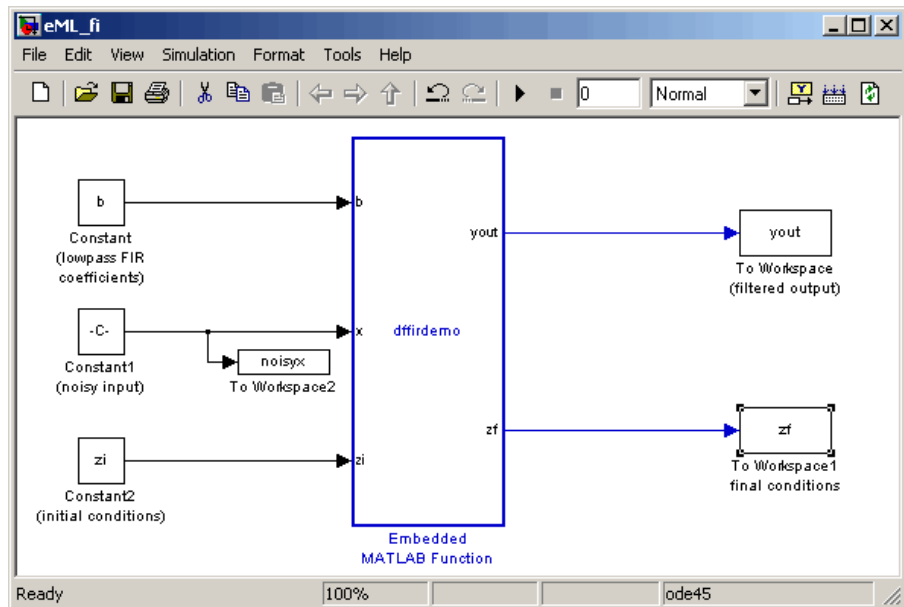 eML_fi
File Edit View Simulation Format Tools Help
0 Normal
b
Constant
(lowpass FIR
coefficients)
b
yout
yout
To Workspace
(filtered output)
-C-
Constant1
(noisy input)
x
dffirdemo
noisyx
To Workspace2
zi
Constant2
(initial conditions)
zi
zf
zf
To Workspace1
final conditions
Embedded
MATLAB Function
Ready 100% ode45